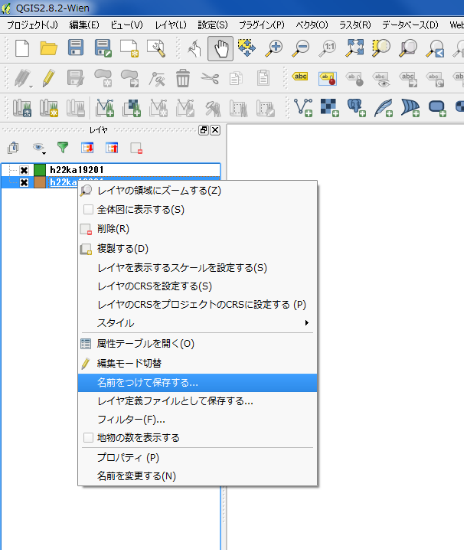 QGIS2.8.2-Wien
プロジェクト(J) 編集(E) ビュー(V) レイヤ(L) 設定(S) プラグイン(P) ベクタ(O) ラスタ(R) データベース(D) Web
abc ab abc abc abc
レイヤ
h22ka19201
h22ka19201
レイヤの領域にズームする(Z)
全体図に表示する(S)
削除(R)
複製する(D)
レイヤを表示するスケールを設定する(S)
レイヤのCRSを設定する(S)
レイヤのCRSをプロジェクトのCRSに設定する (P)
スタイル
属性テーブルを開く(O)
編集モード切替
名前をつけて保存する...
レイヤ定義ファイルとして保存する...
フィルター(F)...
地物の数を表示する
プロパティ (P)
名前を変更する(N)